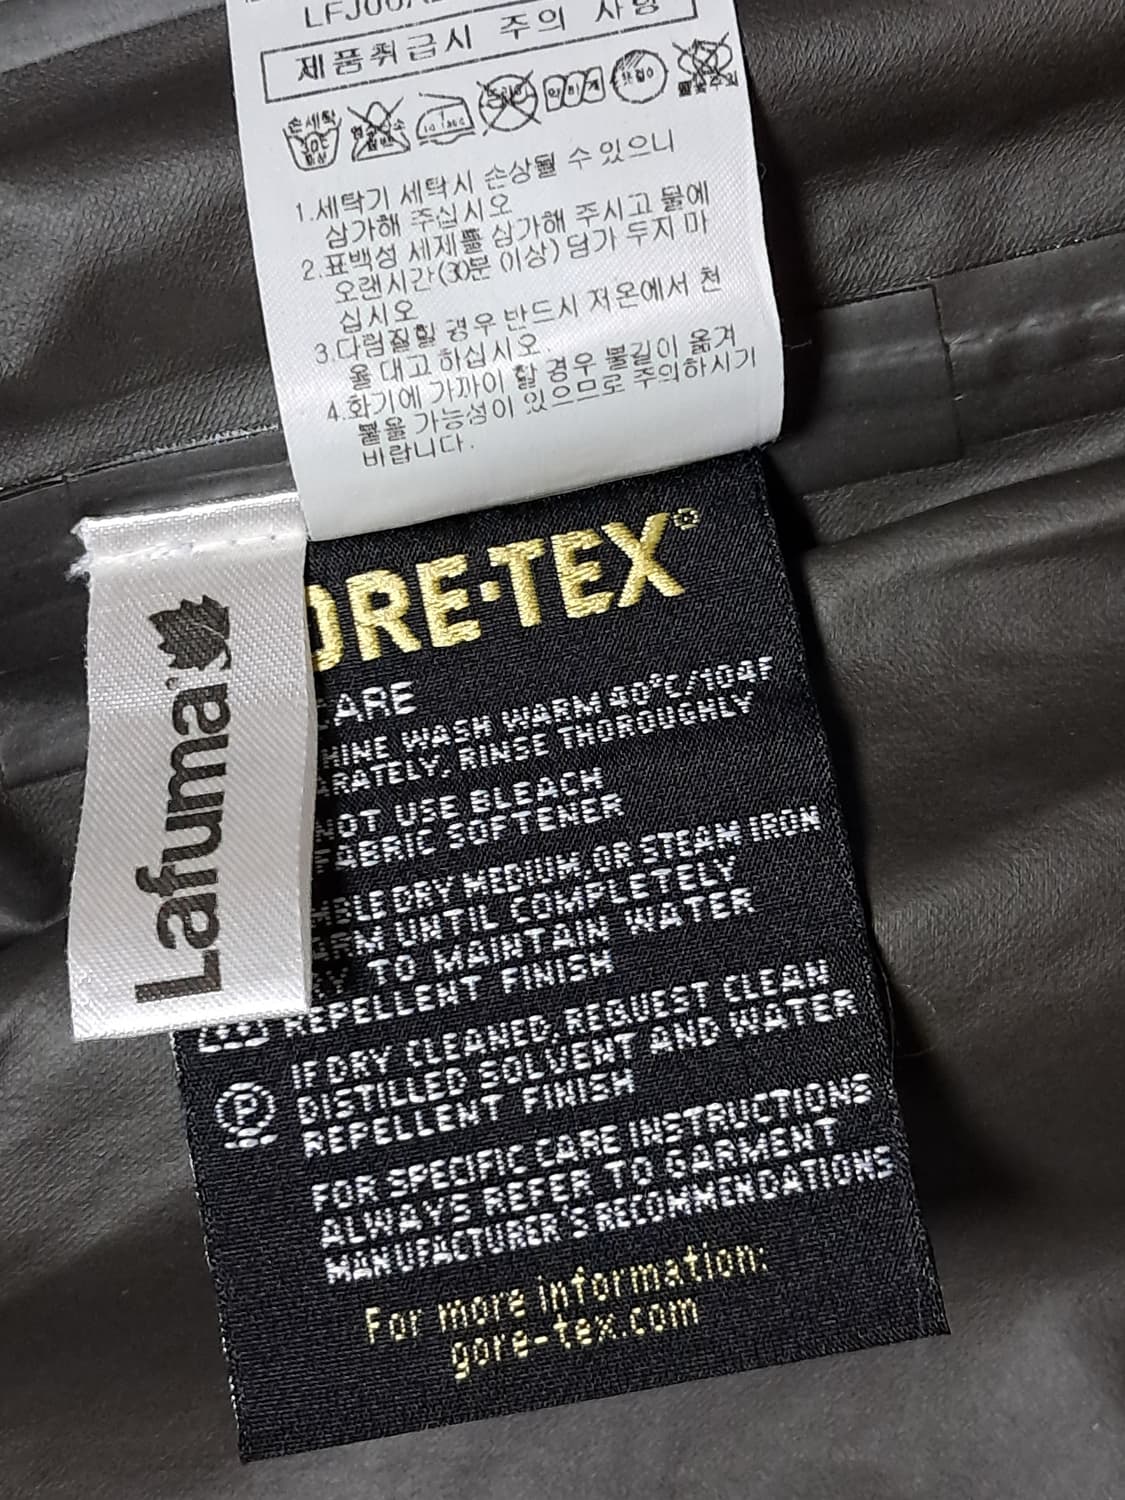 제품취급시 주의 사항
손세탁
약하게
1.세탁기 세탁시 손상될 수 있으니
삼가해 주십시오
2.표백성 세제를 삼가해 주시고 물에
오랜시간(30분 이상) 담가 두지 마
십시오
3.다림질할 경우 반드시 저온에서 천
을 대고 하십시오.
4.화기에 가까이 할 경우 불길이 옮겨
붙을 가능성이 있으므로 주의하시기
바랍니다.
Lafuma
ORE-TEX®
CARE
HINE WASH WARM 40°C/104F
ARATELY, RINSE THOROUGHLY
NOT USE BLEACH
FABRIC SOFTENER
MBLE DRY MEDIUM, OR STEAM IRON
ARM UNTIL COMPLETELY
RY TO MAINTAIN WATER
REPELLENT FINISH
P
IF DRY CLEANED, REQUEST CLEAN
DISTILLED SOLVENT AND WATER
REPELLENT FINISH
FOR SPECIFIC CARE INSTRUCTIONS
ALWAYS REFER TO GARMENT
MANUFACTURER'S RECOMMENDATIONS
For more information:
gore-tex.com